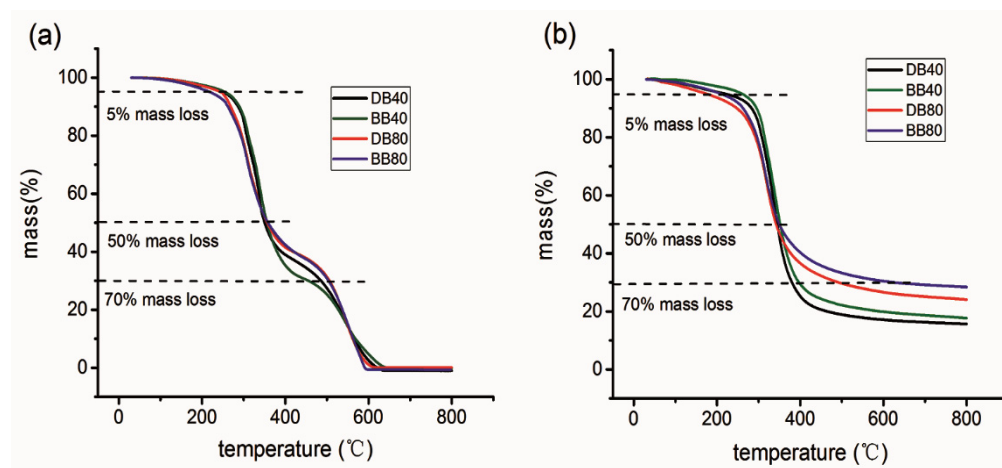 (a)
100
80
60
40
20
0
mass(%)
5% mass loss
50% mass loss
70% mass loss
DB40
BB40
DB80
BB80
0 200 400 600 800
temperature (℃)
(b)
100
80
60
40
20
0
mass(%)
5% mass loss
50% mass loss
70% mass loss
DB40
BB40
DB80
BB80
0 200 400 600 800
temperature (℃)